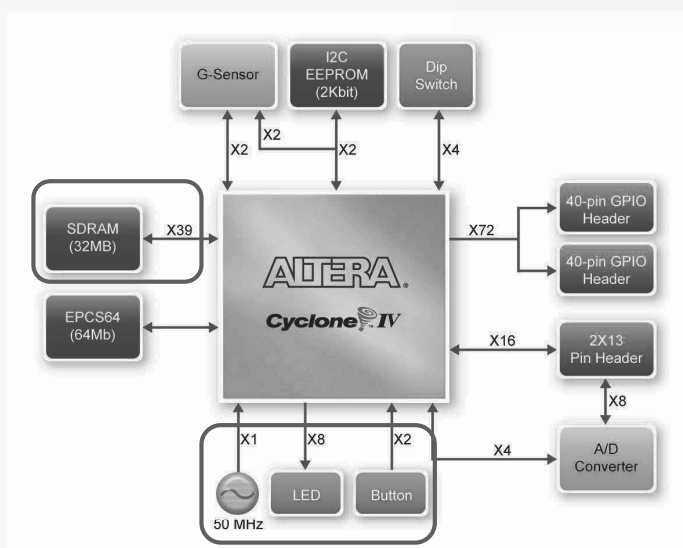 G-Sensor
I2C
EEPROM
(2Kbit)
Dip
Switch
X2
X2
X2
X4
SDRAM
(32MB)
X39
EPCS64
(64Mb)
ALTERA.
Cyclone IV
X72
40-pin GPIO
Header
40-pin GPIO
Header
X16
2X13
Pin Header
X8
X4
A/D
Converter
X1
X8
X2
50 MHz
LED
Button